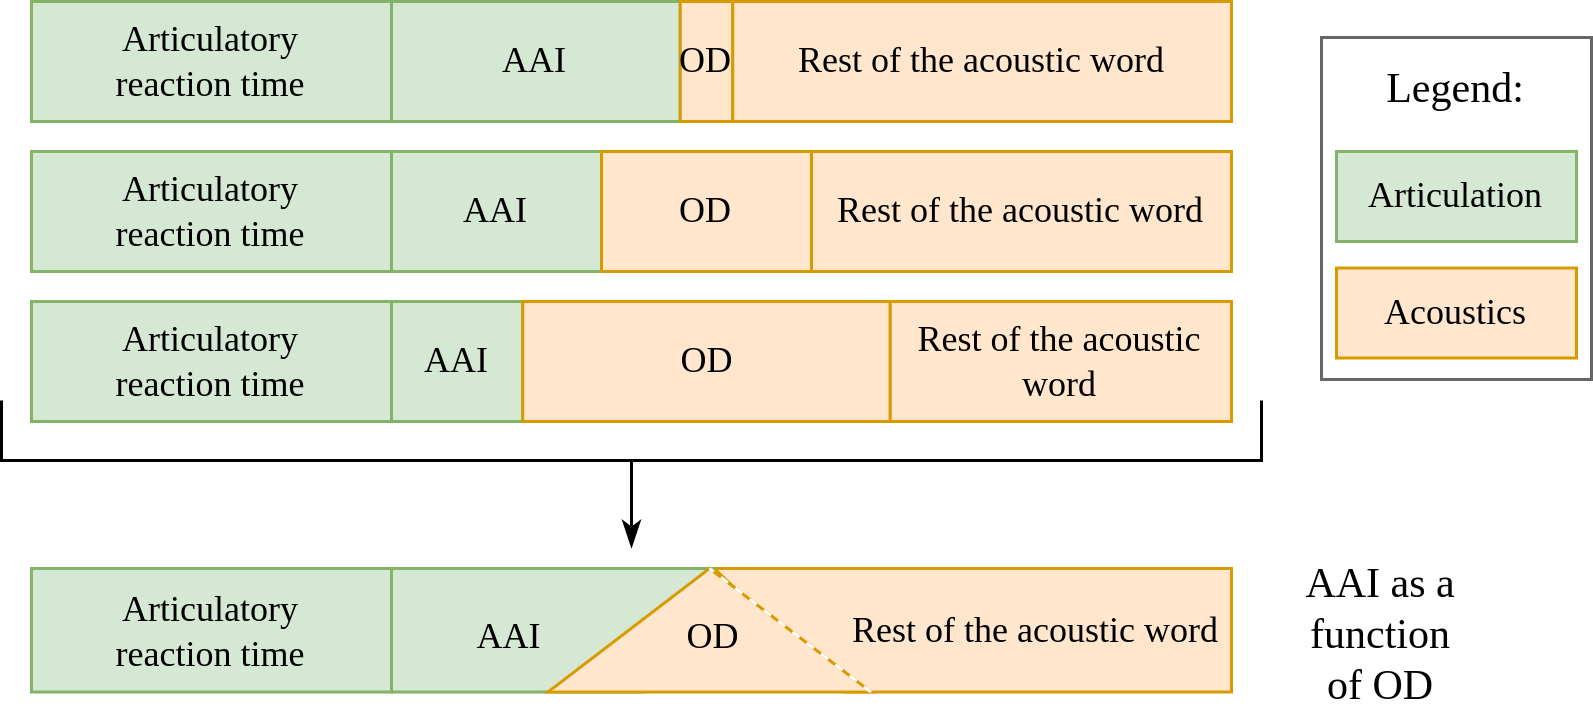 Articulatory
reaction time
AAI
OD
Rest of the acoustic word
Legend:
Articulation
Acoustics
Articulatory
reaction time
AAI
OD
Rest of the acoustic word
Articulatory
reaction time
AAI
OD
Rest of the acoustic
word
Articulatory
reaction time
AAI
OD
Rest of the acoustic word
AAI as a
function
of OD